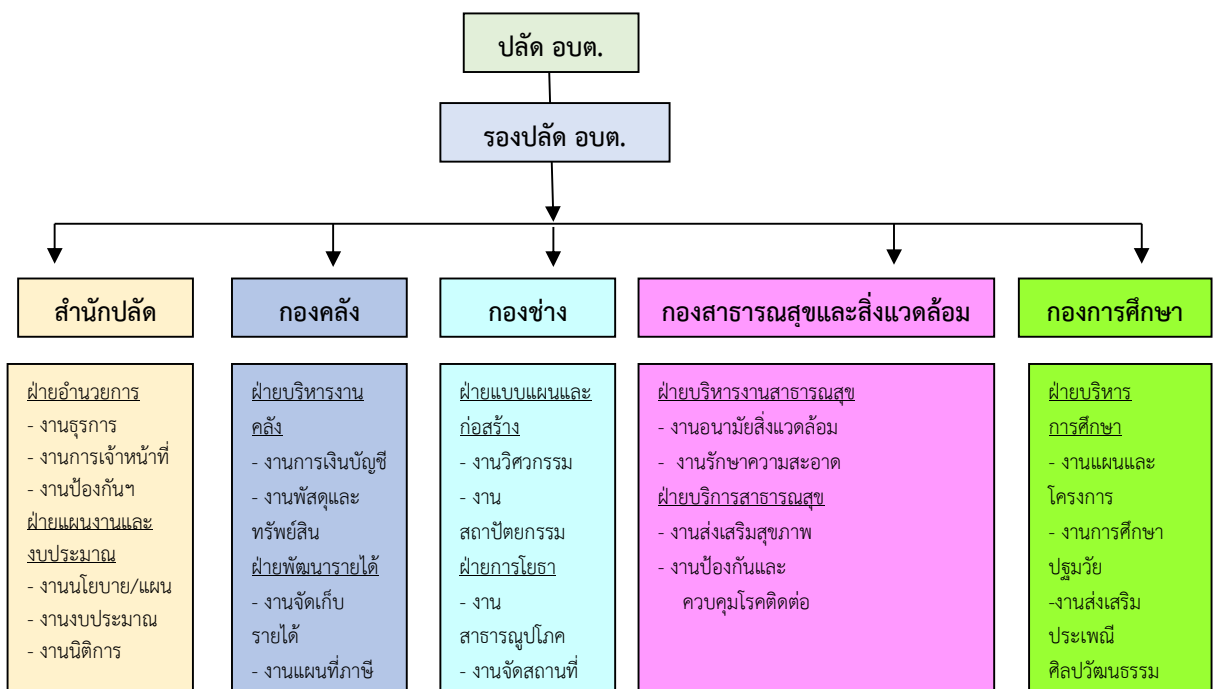 ปลัด อบต.
รองปลัด อบต.
สำนักปลัด
กองคลัง
กองช่าง
กองสาธารณสุขและสิ่งแวดล้อม
กองการศึกษา
ฝ่ายอำนวยการ
- งานธุรการ
- งานการเจ้าหน้าที่
- งานป้องกันฯ
ฝ่ายแผนงานและ
งบประมาณ
- งานนโยบาย/แผน
- งานงบประมาณ
- งานนิติการ
ฝ่ายบริหารงาน
คลัง
- งานการเงินบัญชี
- งานพัสดุและ
ทรัพย์สิน
ฝ่ายพัฒนารายได้
- งานจัดเก็บ
รายได้
- งานแผนที่ภาษี
ฝ่ายแบบแผนและ
ก่อสร้าง
- งานวิศวกรรม
- งาน
สถาปัตยกรรม
ฝ่ายการโยธา
- งาน
สาธารณูปโภค
- งานจัดสถานที่
ฝ่ายบริหารงานสาธารณสุข
- งานอนามัยสิ่งแวดล้อม
- งานรักษาความสะอาด
ฝ่ายบริการสาธารณสุข
- งานส่งเสริมสุขภาพ
- งานป้องกันและ
ควบคุมโรคติดต่อ
ฝ่ายบริหาร
การศึกษา
- งานแผนและ
โครงการ
- งานการศึกษา
ปฐมวัย
-งานส่งเสริม
ประเพณี
ศิลปวัฒนธรรม